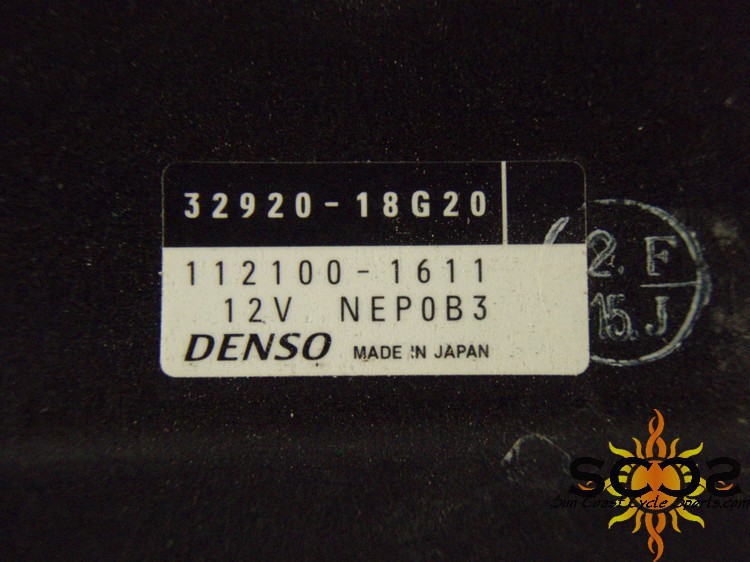 32920-18G20
112100-1611
12V NEP0B3
DENSO MADE IN JAPAN
2.F
15.J
SCCS
Sun Coast Cycle Sports.com